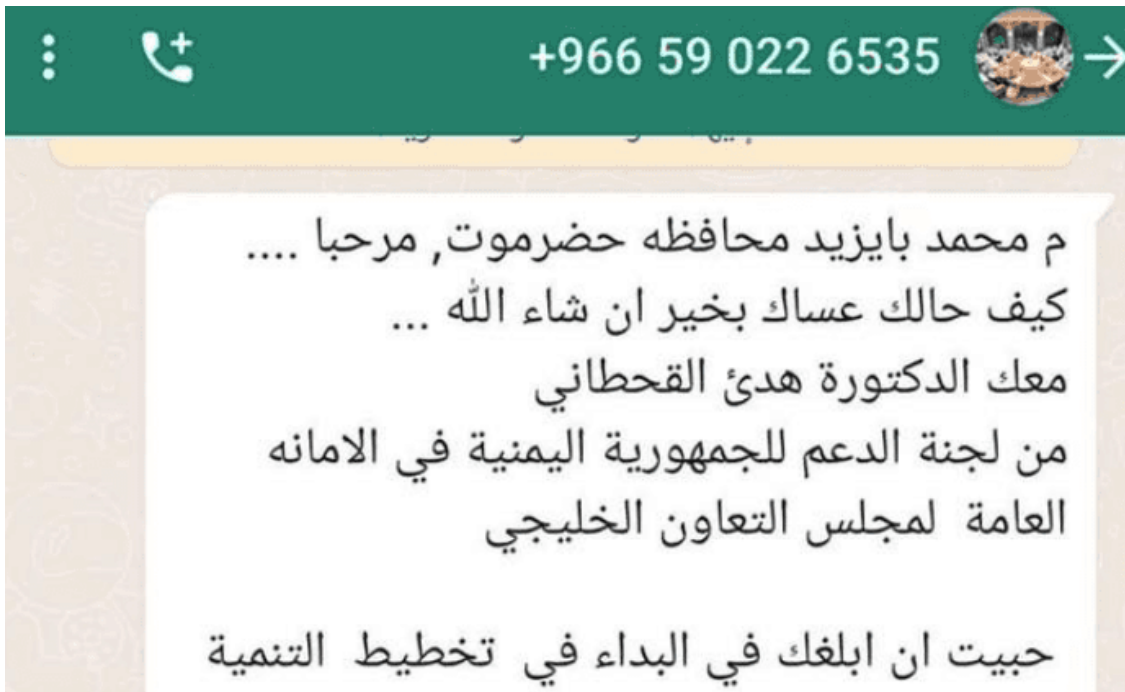 +966 59 022 6535
م محمد بايزيد محافظه حضرموت, مرحبا ....
كيف حالك عساك بخير ان شاء الله ...
معك الدكتورة هدئ القحطاني
من لجنة الدعم للجمهورية اليمنية في الامانه
العامة لمجلس التعاون الخليجي
حبيت ان ابلغك في البداء في تخطيط التنمية